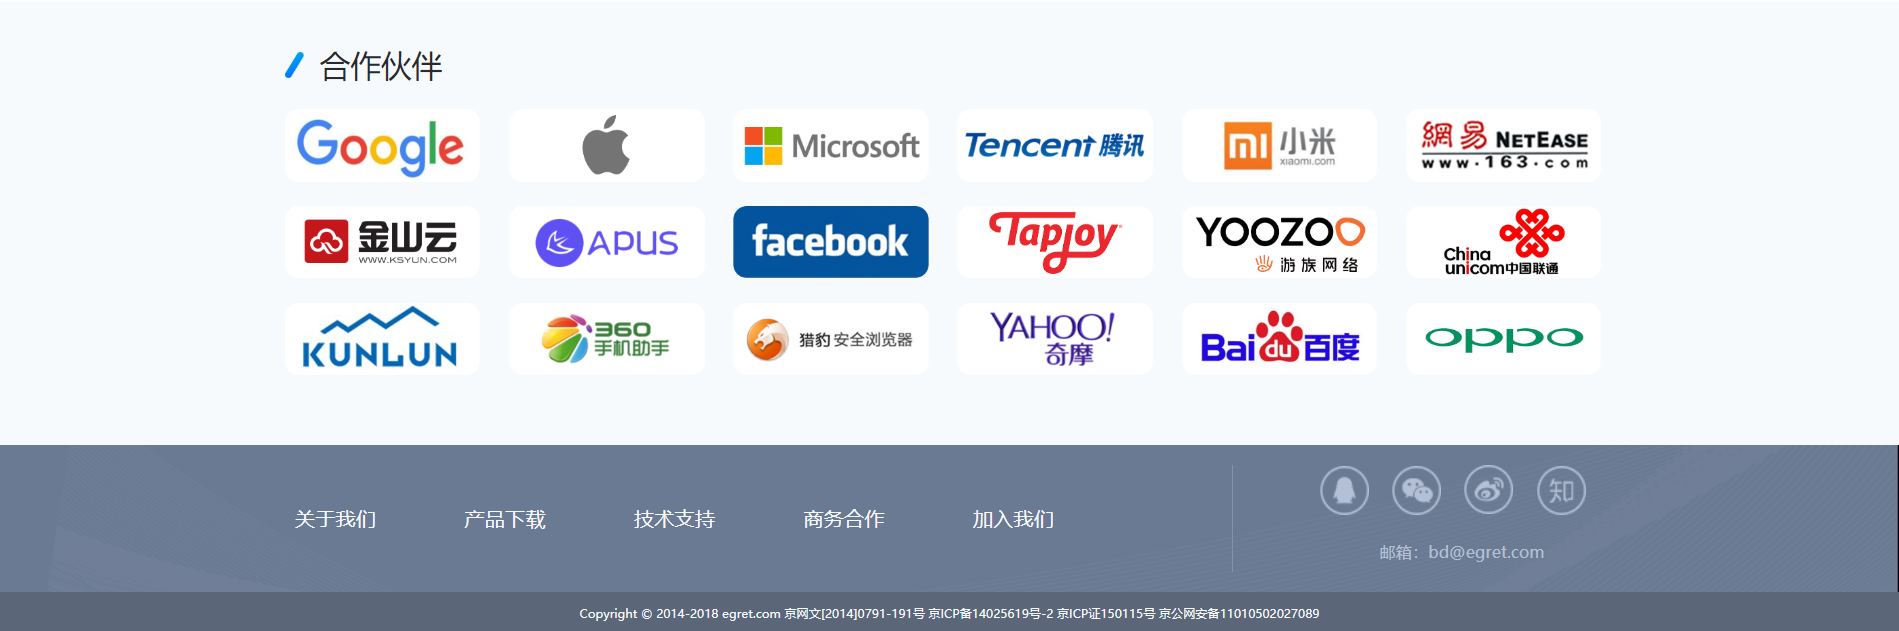 合作伙伴
Google
Microsoft
Tencent 腾讯
mi 小米
xiaomi.com
網易 NETEASE
www.163.com
金山云
WWW.KSYUN.COM
APUS
facebook
Tapjoy
YOOZOO
游族网络
China
unicom中国联通
KUNLUN
360
手机助手
猎豹安全浏览器
YAHOO!
奇摩
Bai du 百度
oppo
关于我们 产品下载 技术支持 商务合作 加入我们
知
邮箱：bd@egret.com
Copyright © 2014-2018 egret.com 京网文[2014]0791-191号 京ICP备14025619号-2 京ICP证150115号 京公网安备11010502027089